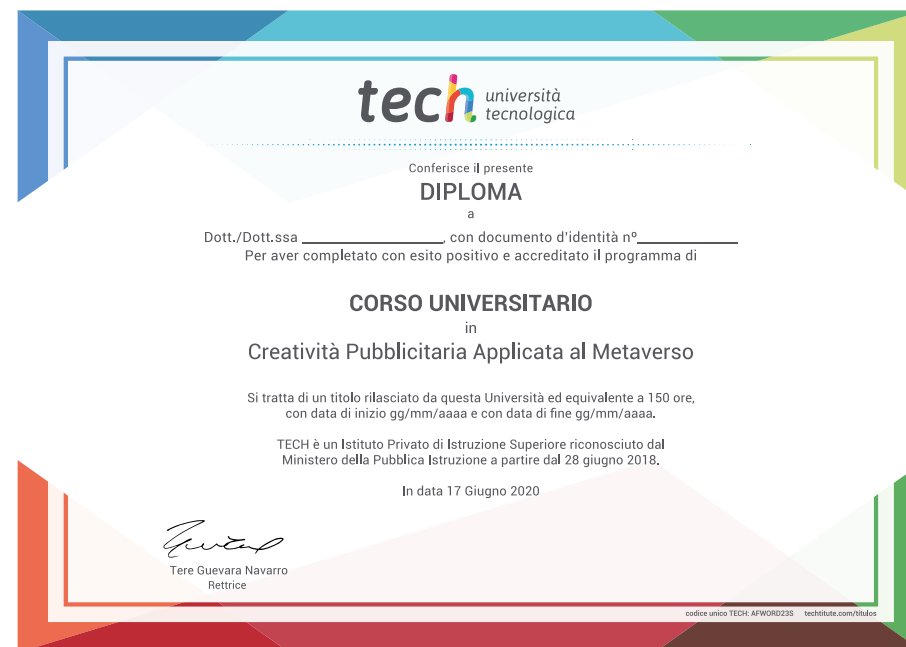 tech università
tecnologica
Conferisce il presente
DIPLOMA
a
Dott./Dott.ssa ____________________, con documento d'identità nº______________
Per aver completato con esito positivo e accreditato il programma di
CORSO UNIVERSITARIO
in
Creatività Pubblicitaria Applicata al Metaverso
Si tratta di un titolo rilasciato da questa Università ed equivalente a 150 ore,
con data di inizio gg/mm/aaaa e con data di fine gg/mm/aaaa.
TECH è un Istituto Privato di Istruzione Superiore riconosciuto dal
Ministero della Pubblica Istruzione a partire dal 28 giugno 2018.
In data 17 Giugno 2020
Tere Guevara Navarro
Rettrice
codice unico TECH: AFWORD23S techtitute.com/titulos